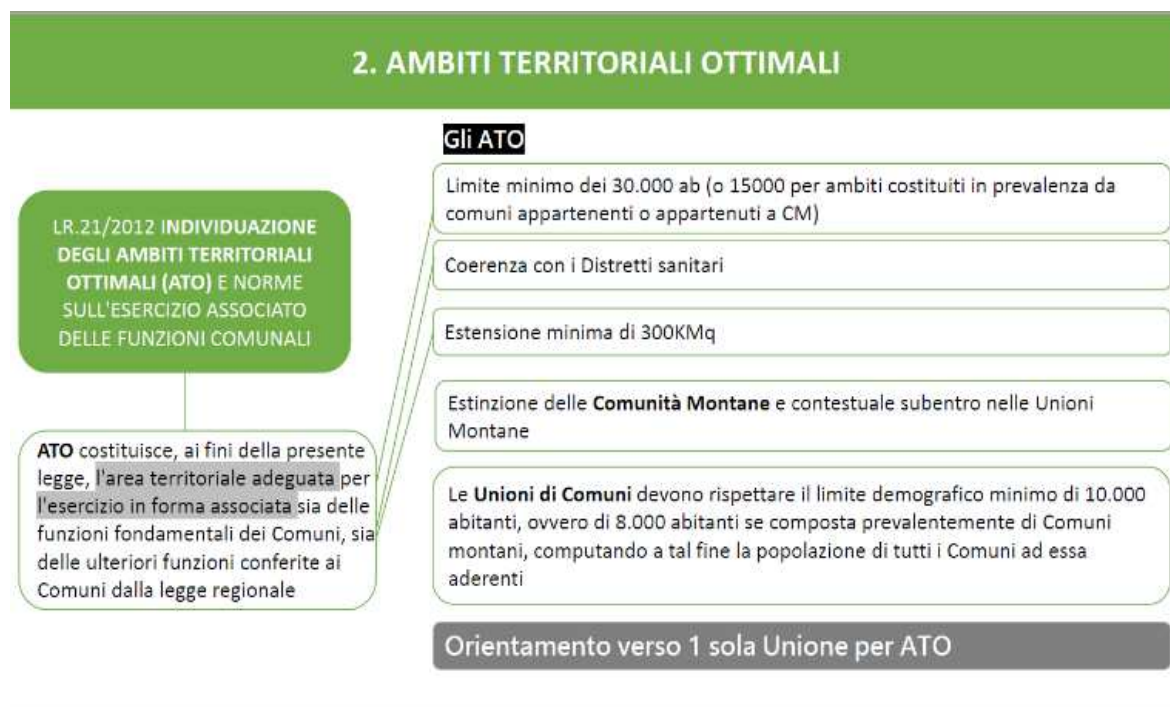 2. AMBITI TERRITORIALI OTTIMALI
LR.21/2012 INDIVIDUAZIONE
DEGLI AMBITI TERRITORIALI
OTTIMALI (ATO) E NORME
SULL'ESERCIZIO ASSOCIATO
DELLE FUNZIONI COMUNALI
ATO costituisce, ai fini della presente
legge, l'area territoriale adeguata per
l'esercizio in forma associata sia delle
funzioni fondamentali dei Comuni, sia
delle ulteriori funzioni conferite ai
Comuni dalla legge regionale
Gli ATO
Limite minimo dei 30.000 ab (o 15000 per ambiti costituiti in prevalenza da
comuni appartenenti o appartenuti a CM)
Coerenza con i Distretti sanitari
Estensione minima di 300KMq
Estinzione delle Comunità Montane e contestuale subentro nelle Unioni
Montane
Le Unioni di Comuni devono rispettare il limite demografico minimo di 10.000
abitanti, ovvero di 8.000 abitanti se composta prevalentemente di Comuni
montani, computando a tal fine la popolazione di tutti i Comuni ad essa
aderenti
Orientamento verso 1 sola Unione per ATO